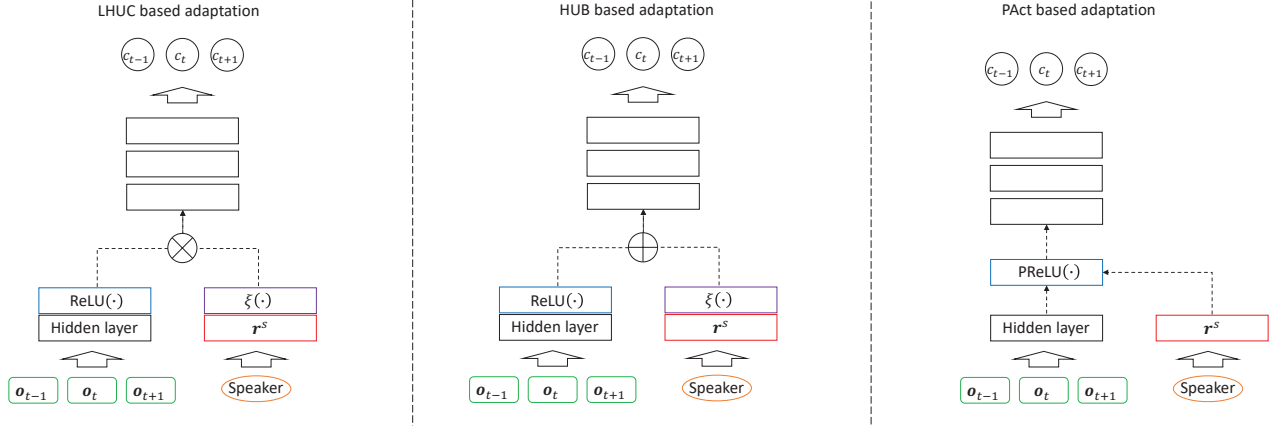 LHUC based adaptation
c_{t−1} c_t c_{t+1}
ReLU(·) ξ(·)
Hidden layer r^s
o_{t−1} o_t o_{t+1} Speaker
HUB based adaptation
c_{t−1} c_t c_{t+1}
ReLU(·) ξ(·)
Hidden layer r^s
o_{t−1} o_t o_{t+1} Speaker
PAct based adaptation
c_{t−1} c_t c_{t+1}
PReLU(·)
Hidden layer r^s
o_{t−1} o_t o_{t+1} Speaker